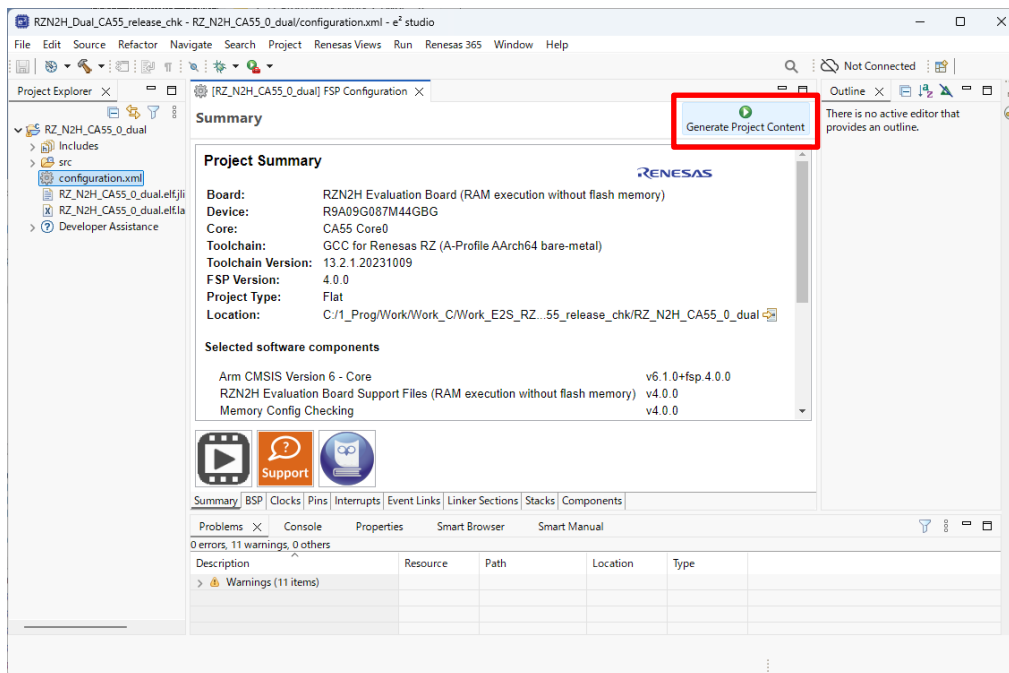 RZN2H_Dual_CA55_release_chk - RZ_N2H_CA55_0_dual/configuration.xml - e² studio
File Edit Source Refactor Navigate Search Project Renesas Views Run Renesas 365 Window Help
Not Connected
Project Explorer
[RZ_N2H_CA55_0_dual] FSP Configuration
Outline
RZ_N2H_CA55_0_dual
Includes
src
configuration.xml
RZ_N2H_CA55_0_dual.elf.jli
RZ_N2H_CA55_0_dual.elf.la
Developer Assistance
Summary
Generate Project Content
There is no active editor that
provides an outline.
Project Summary
RENESAS
Board: RZN2H Evaluation Board (RAM execution without flash memory)
Device: R9A09G087M44GBG
Core: CA55 Core0
Toolchain: GCC for Renesas RZ (A-Profile AArch64 bare-metal)
Toolchain Version: 13.2.1.20231009
FSP Version: 4.0.0
Project Type: Flat
Location: C:/1_Prog/Work/Work_C/Work_E2S_RZ...55_release_chk/RZ_N2H_CA55_0_dual
Selected software components
Arm CMSIS Version 6 - Core v6.1.0+fsp.4.0.0
RZN2H Evaluation Board Support Files (RAM execution without flash memory) v4.0.0
Memory Config Checking v4.0.0
Support
Summary BSP Clocks Pins Interrupts Event Links Linker Sections Stacks Components
Problems Console Properties Smart Browser Smart Manual
0 errors, 11 warnings, 0 others
Description Resource Path Location Type
Warnings (11 items)